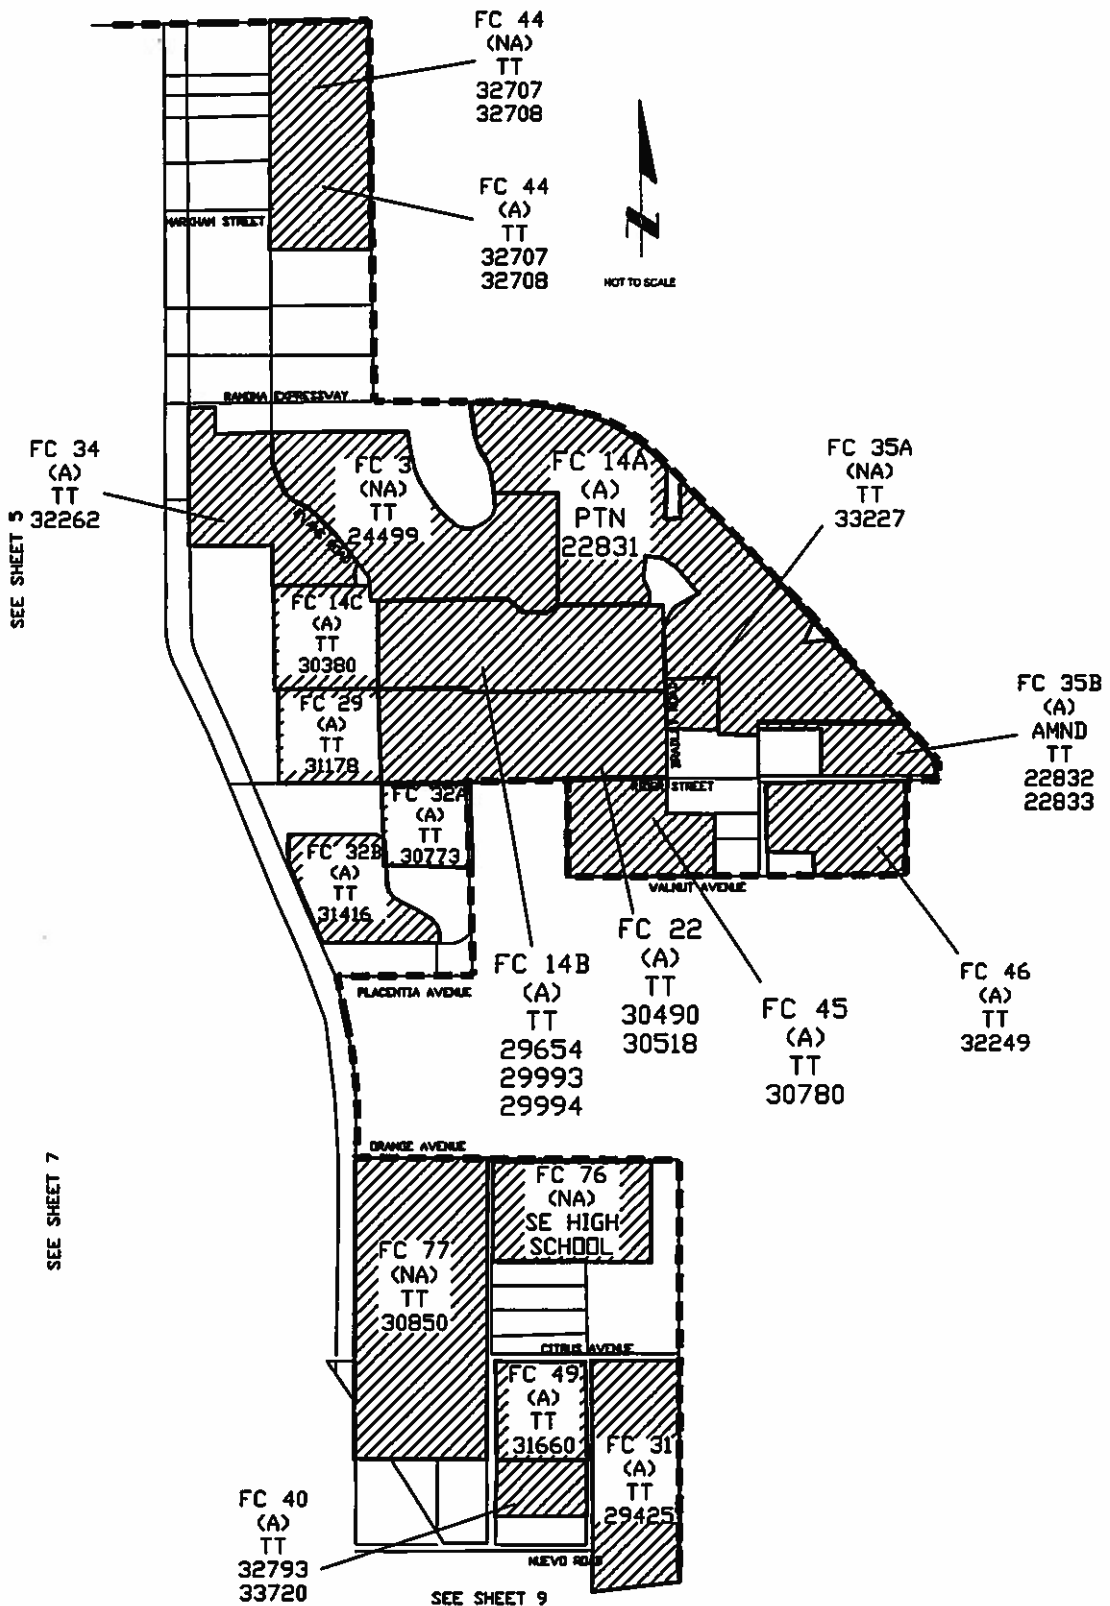 FC 44
(NA)
TT
32707
32708
FC 44
(A)
TT
32707
32708
MARKHAM STREET
NOT TO SCALE
RAMONA EXPRESSWAY
FC 34
(A)
TT
32262
FC 3
(NA)
TT
24499
FC 14A
(A)
PTN
22831
FC 35A
(NA)
TT
33227
SEE SHEET 5
FC 14C
(A)
TT
30380
FC 29
(A)
TT
31178
BRADLEY ROAD
FC 35B
(A)
AMND
TT
22832
22833
RIDER STREET
FC 32A
(A)
TT
30773
FC 32B
(A)
TT
31416
WALNUT AVENUE
FC 14B
(A)
TT
29654
29993
29994
FC 22
(A)
TT
30490
30518
FC 45
(A)
TT
30780
FC 46
(A)
TT
32249
PLACENTIA AVENUE
ORANGE AVENUE
SEE SHEET 7
FC 76
(NA)
SE HIGH
SCHOOL
FC 77
(NA)
TT
30850
CITRUS AVENUE
FC 49
(A)
TT
31660
FC 31
(A)
TT
29425
FC 40
(A)
TT
32793
33720
NUEVO ROAD
SEE SHEET 9